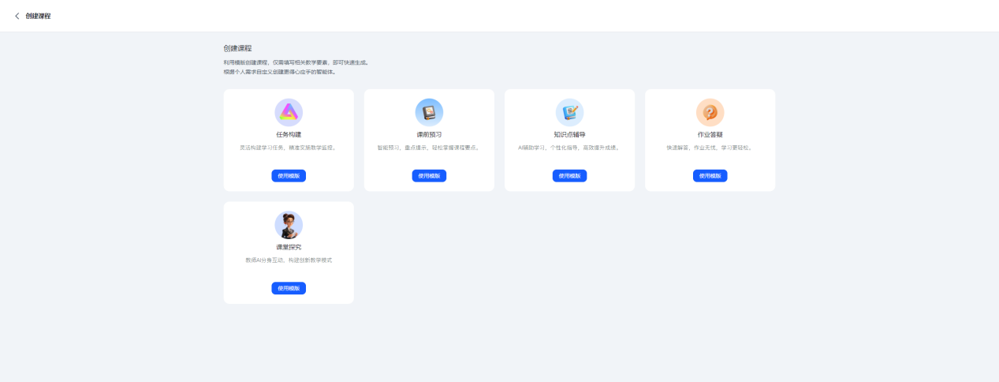 创建课程
创建课程
利用模版创建课程，仅需填写相关教学要素，即可快速生成。
根据个人需求自定义创建更得心应手的智能体。
任务构建
灵活构建学习任务，精准实施教学监控。
使用模版
课前预习
智能预习，重点提示，轻松掌握课程要点。
使用模版
知识点辅导
AI辅助学习，个性化指导，高效提升成绩。
使用模版
作业答疑
快速解答，作业无忧，学习更轻松。
使用模版
课堂探究
教师AI分身互动，构建创新教学模式
使用模版